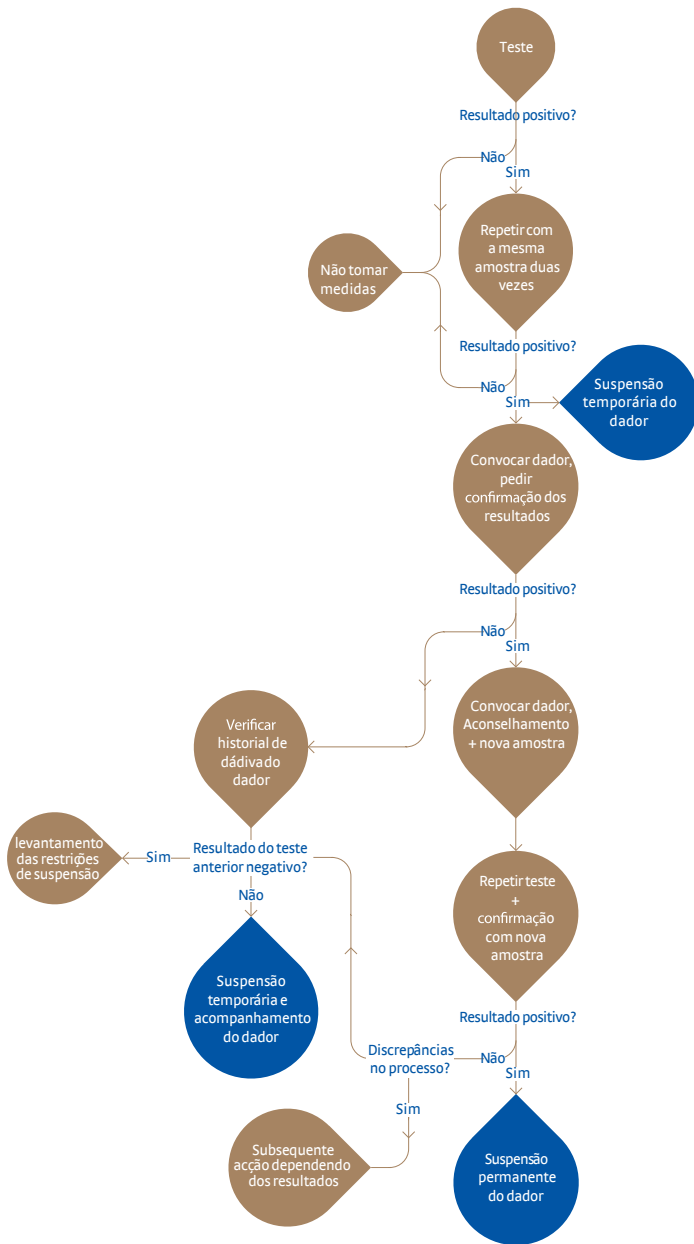 Teste
Resultado positivo?
Não
Sim
Repetir com
a mesma
amostra duas
vezes
Não tomar
medidas
Resultado positivo?
Não
Sim
Suspensão
temporária do
dador
Convocar dador,
pedir
confirmação dos
resultados
Resultado positivo?
Não
Sim
Convocar dador,
Aconselhamento
+ nova amostra
Verificar
historial de
dádiva do
dador
levantamento
das restrições
de suspensão
Sim
Resultado do teste
anterior negativo?
Não
Repetir teste
+
confirmação
com nova
amostra
Suspensão
temporária e
acompanhamento
do dador
Resultado positivo?
Discrepâncias
no processo?
Não
Sim
Sim
Subsequente
acção dependendo
dos resultados
Suspensão
permanente
do dador